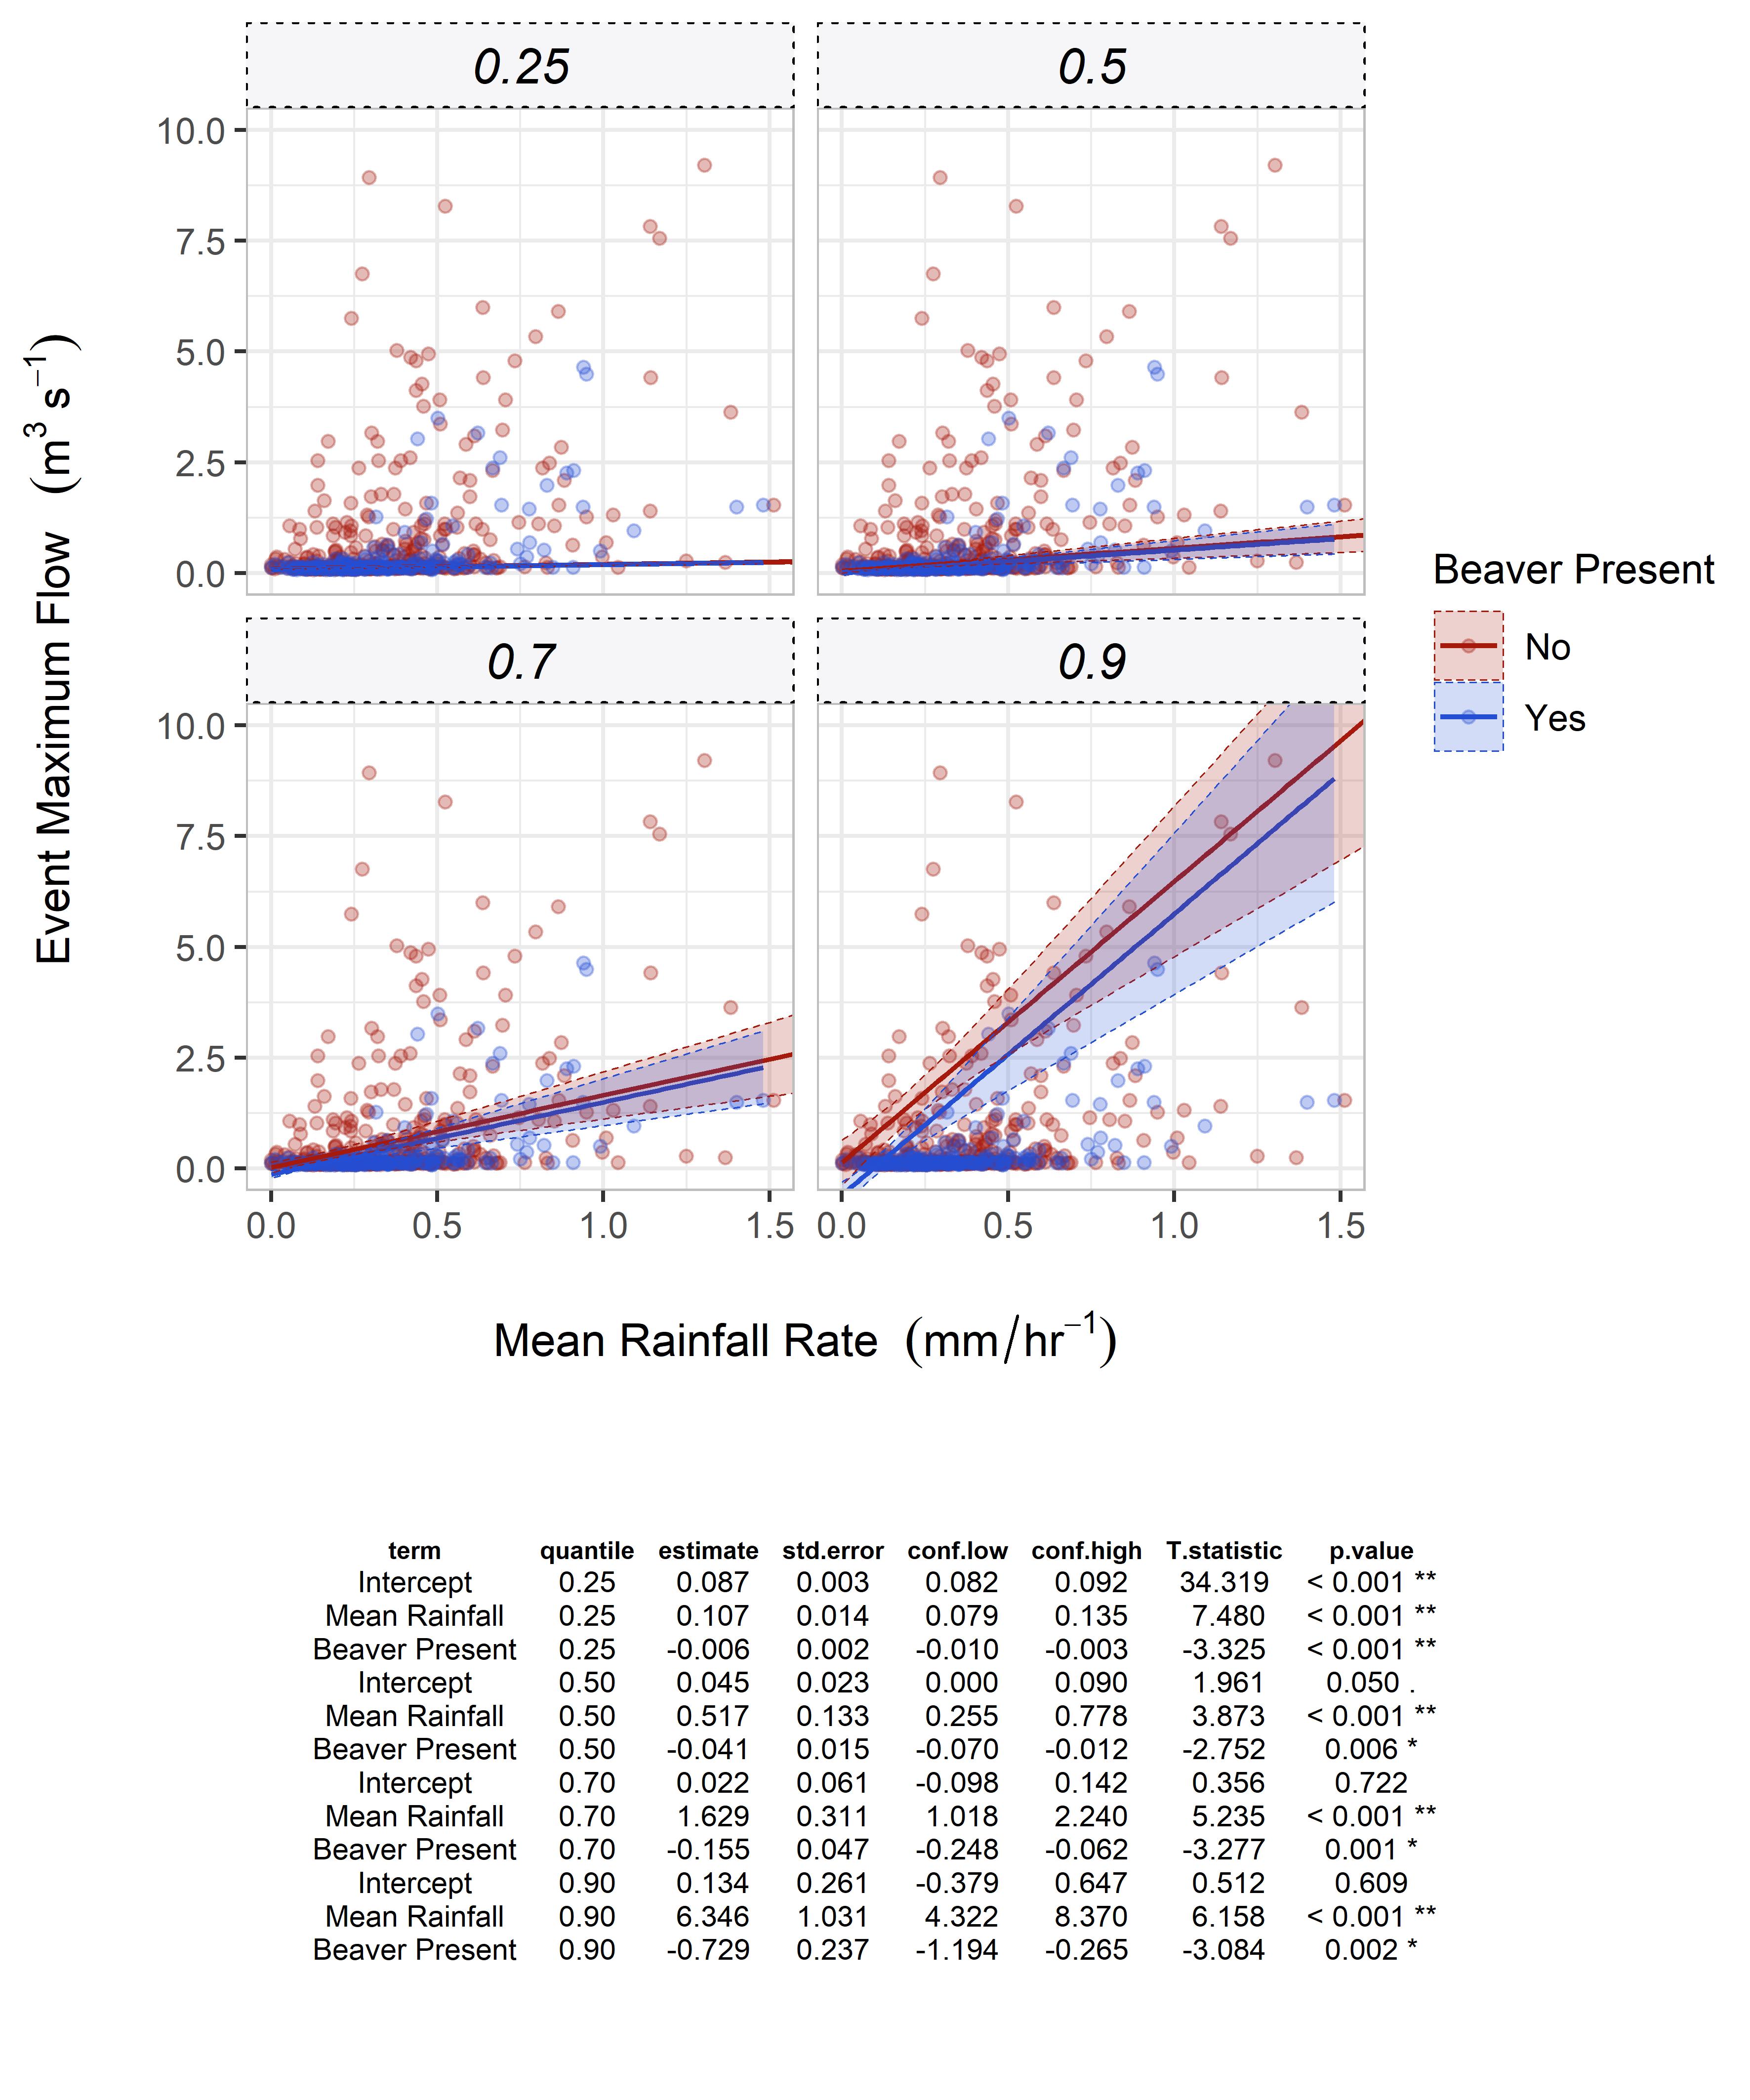 0.25 0.5
10.0
7.5
5.0
2.5
0.0
0.7 0.9
10.0
7.5
5.0
2.5
0.0
0.0 0.5 1.0 1.5 0.0 0.5 1.0 1.5
Event Maximum Flow (m³ s⁻¹)
Mean Rainfall Rate (mm/hr⁻¹)
Beaver Present
No
Yes
term quantile estimate std.error conf.low conf.high T.statistic p.value
Intercept 0.25 0.087 0.003 0.082 0.092 34.319 < 0.001 **
Mean Rainfall 0.25 0.107 0.014 0.079 0.135 7.480 < 0.001 **
Beaver Present 0.25 -0.006 0.002 -0.010 -0.003 -3.325 < 0.001 **
Intercept 0.50 0.045 0.023 0.000 0.090 1.961 0.050 .
Mean Rainfall 0.50 0.517 0.133 0.255 0.778 3.873 < 0.001 **
Beaver Present 0.50 -0.041 0.015 -0.070 -0.012 -2.752 0.006 *
Intercept 0.70 0.022 0.061 -0.098 0.142 0.356 0.722
Mean Rainfall 0.70 1.629 0.311 1.018 2.240 5.235 < 0.001 **
Beaver Present 0.70 -0.155 0.047 -0.248 -0.062 -3.277 0.001 *
Intercept 0.90 0.134 0.261 -0.379 0.647 0.512 0.609
Mean Rainfall 0.90 6.346 1.031 4.322 8.370 6.158 < 0.001 **
Beaver Present 0.90 -0.729 0.237 -1.194 -0.265 -3.084 0.002 *